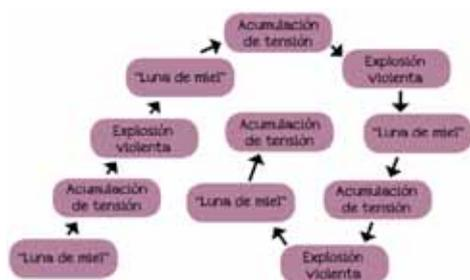 "Luna de miel"
Acumulación
de tensión
Explosión
violenta
"Luna de miel"
Acumulación
de tensión
Explosión
violenta
"Luna de miel"
Acumulación
de tensión
Explosión
violenta
"Luna de miel"
Acumulación
de tensión